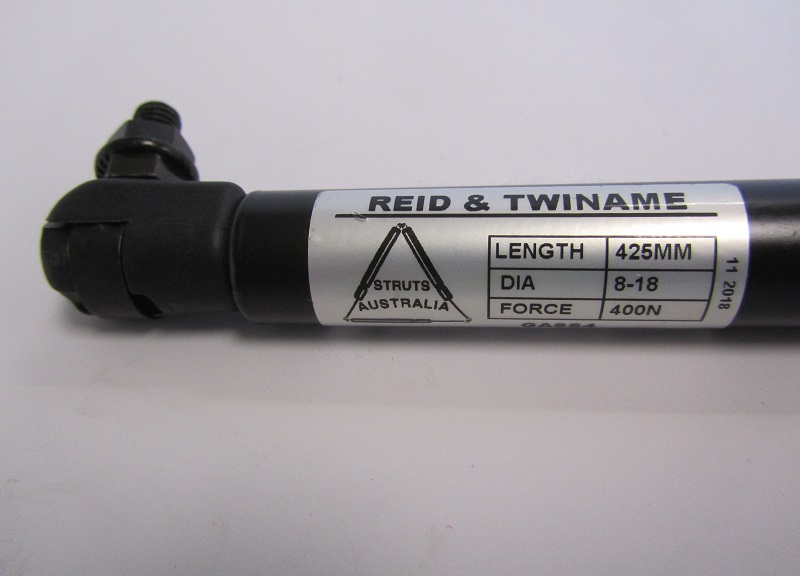 REID & TWINAME
STRUTS
AUSTRALIA
LENGTH 425MM
DIA 8-18
FORCE 400N
11 2018